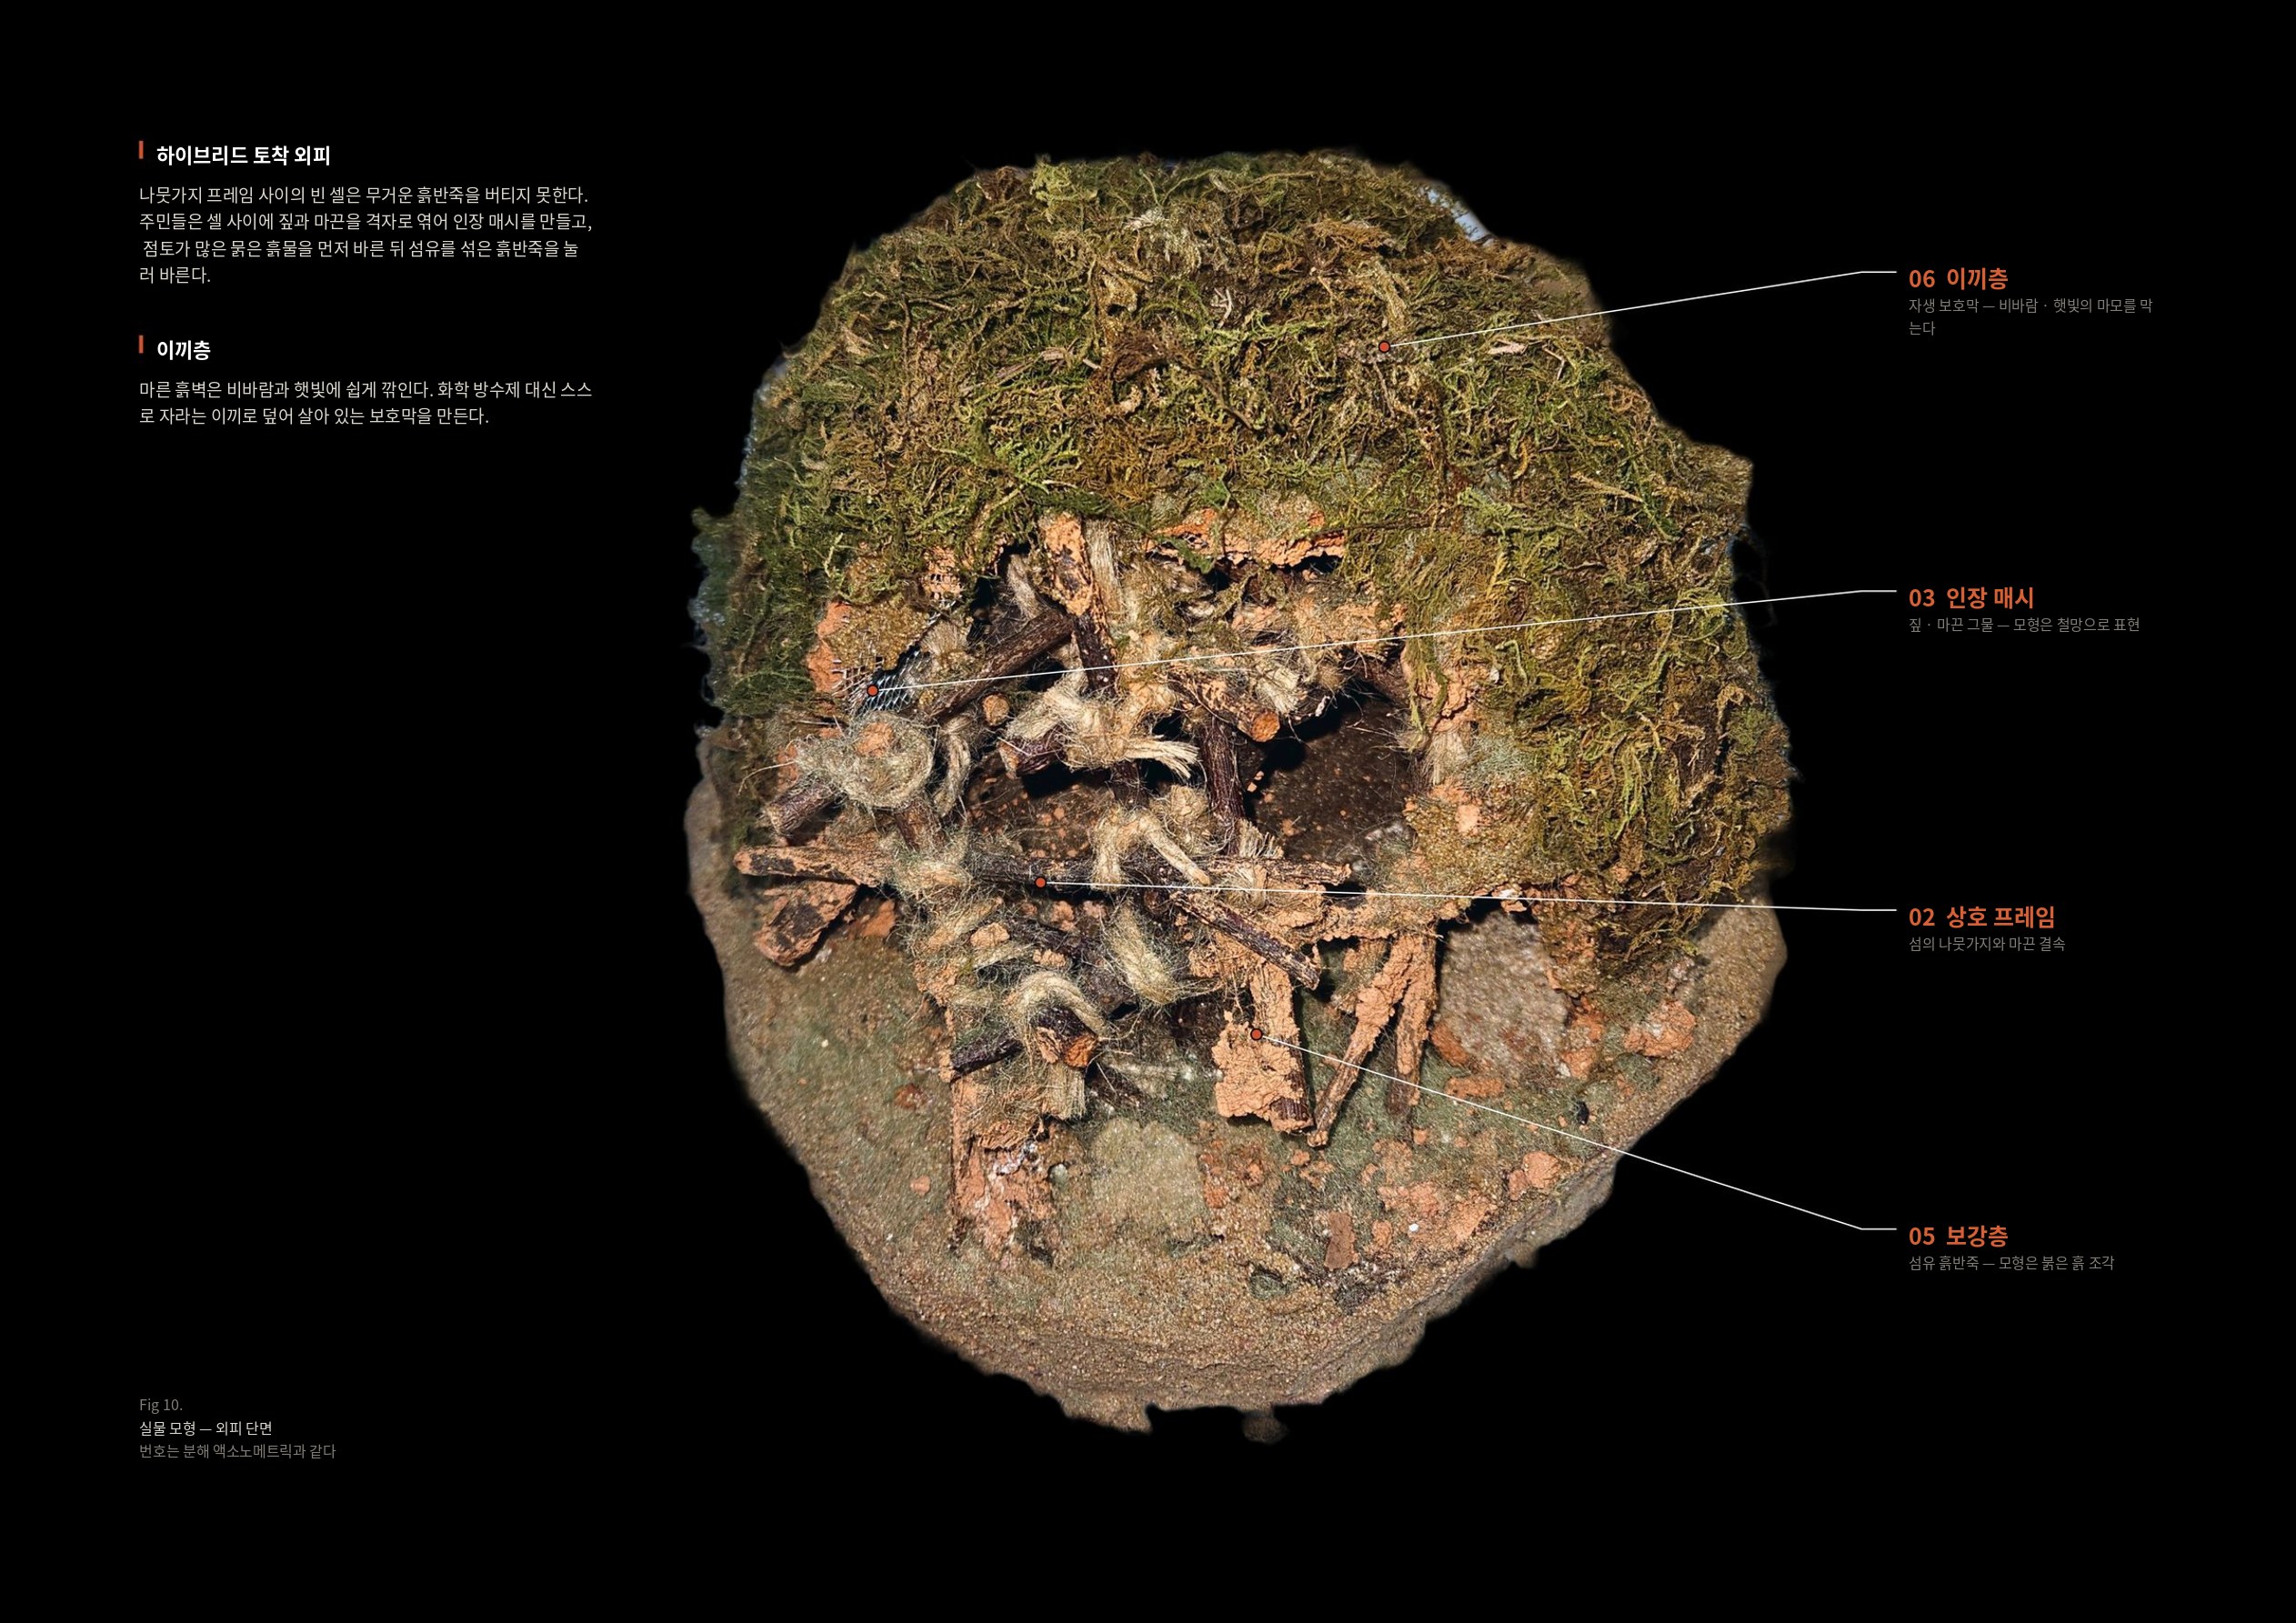 하이브리드 토착 외피
나뭇가지 프레임 사이의 빈 셀은 무거운 흙반죽을 버티지 못한다.
주민들은 셀 사이에 짚과 마끈을 격자로 엮어 인장 매시를 만들고,
점토가 많은 묽은 흙물을 먼저 바른 뒤 섬유를 섞은 흙반죽을 눌
러 바른다.
이끼층
마른 흙벽은 비바람과 햇빛에 쉽게 깎인다. 화학 방수제 대신 스스
로 자라는 이끼로 덮어 살아 있는 보호막을 만든다.
06 이끼층
자생 보호막 — 비바람 · 햇빛의 마모를 막
는다
03 인장 매시
짚 · 마끈 그물 — 모형은 철망으로 표현
02 상호 프레임
섬의 나뭇가지와 마끈 결속
05 보강층
섬유 흙반죽 — 모형은 붉은 흙 조각
Fig 10.
실물 모형 — 외피 단면
번호는 분해 액소노메트릭과 같다